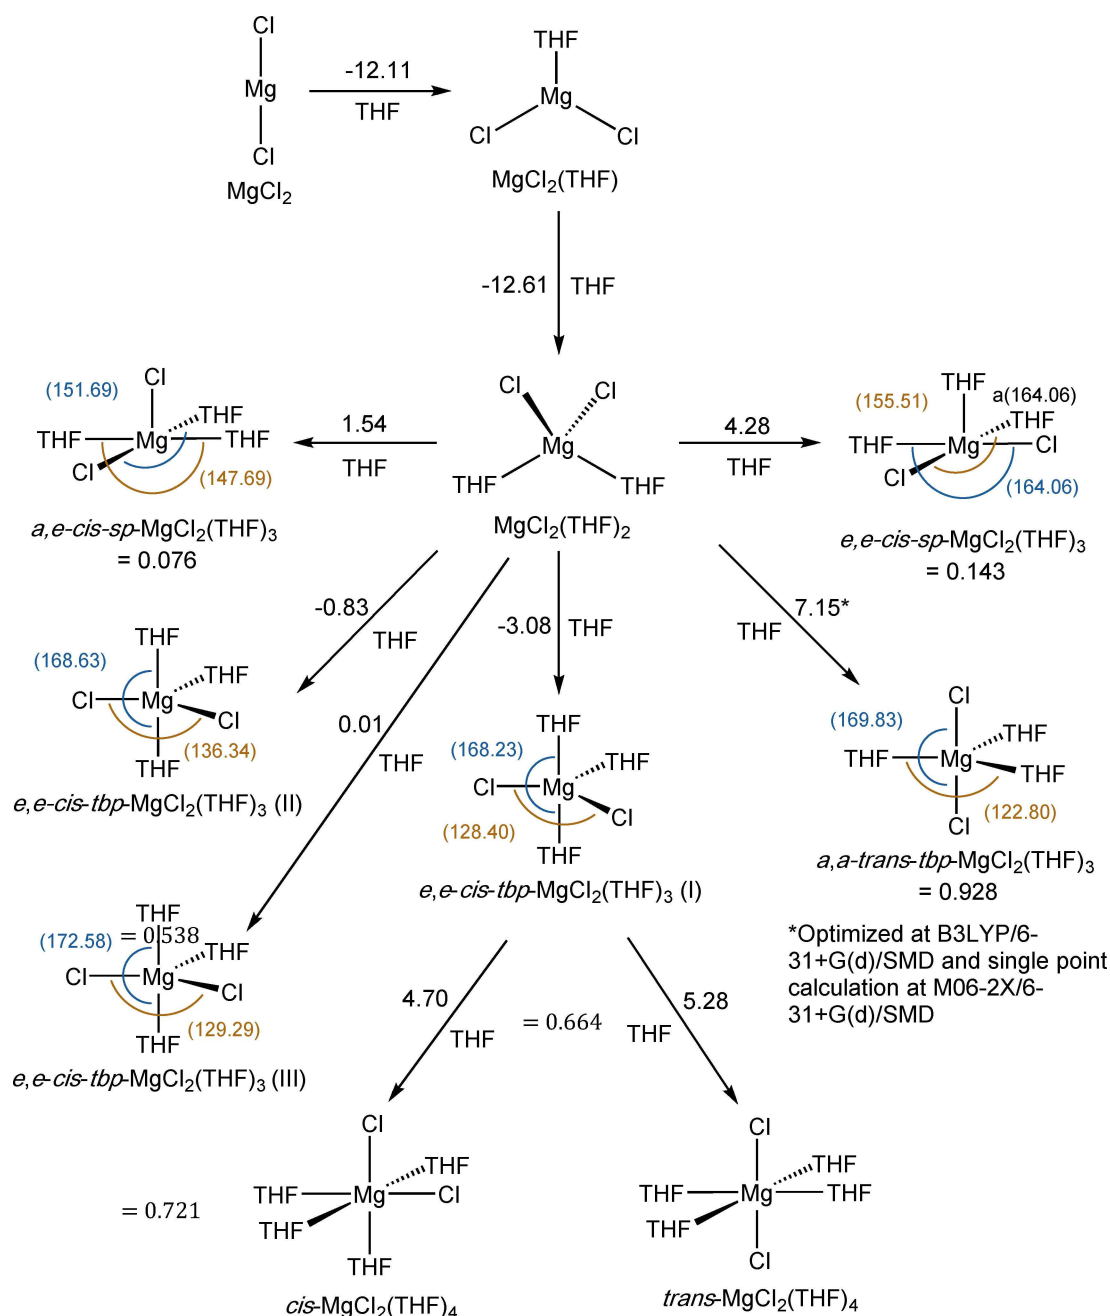 Cl
Mg
Cl
MgCl₂
-12.11
THF
THF
Mg
Cl
Cl
MgCl₂(THF)
-12.61
THF
Cl
Cl
Mg
THF
THF
MgCl₂(THF)₂
1.54
THF
(151.69)
Cl
THF
THF
Mg
THF
Cl
(147.69)
a,e-cis-sp-MgCl₂(THF)₃
= 0.076
4.28
THF
(155.51)
THF
a(164.06)
THF
THF
Mg
Cl
Cl
(164.06)
e,e-cis-sp-MgCl₂(THF)₃
= 0.143
-0.83
THF
(168.63)
THF
THF
Cl
Mg
Cl
THF
(136.34)
e,e-cis-tbp-MgCl₂(THF)₃ (II)
0.01
THF
-3.08
THF
(168.23)
THF
THF
Cl
Mg
Cl
(128.40)
THF
e,e-cis-tbp-MgCl₂(THF)₃ (I)
7.15*
THF
(169.83)
Cl
THF
THF
Mg
THF
Cl
(122.80)
a,a-trans-tbp-MgCl₂(THF)₃
= 0.928
*Optimized at B3LYP/6-
31+G(d)/SMD and single point
calculation at M06-2X/6-
31+G(d)/SMD
THF
(172.58)
= 0.538
THF
Cl
Mg
Cl
THF
(129.29)
e,e-cis-tbp-MgCl₂(THF)₃ (III)
4.70
THF
= 0.664
5.28
THF
Cl
THF
THF
Mg
Cl
THF
THF
= 0.721
cis-MgCl₂(THF)₄
Cl
THF
THF
Mg
THF
THF
Cl
trans-MgCl₂(THF)₄